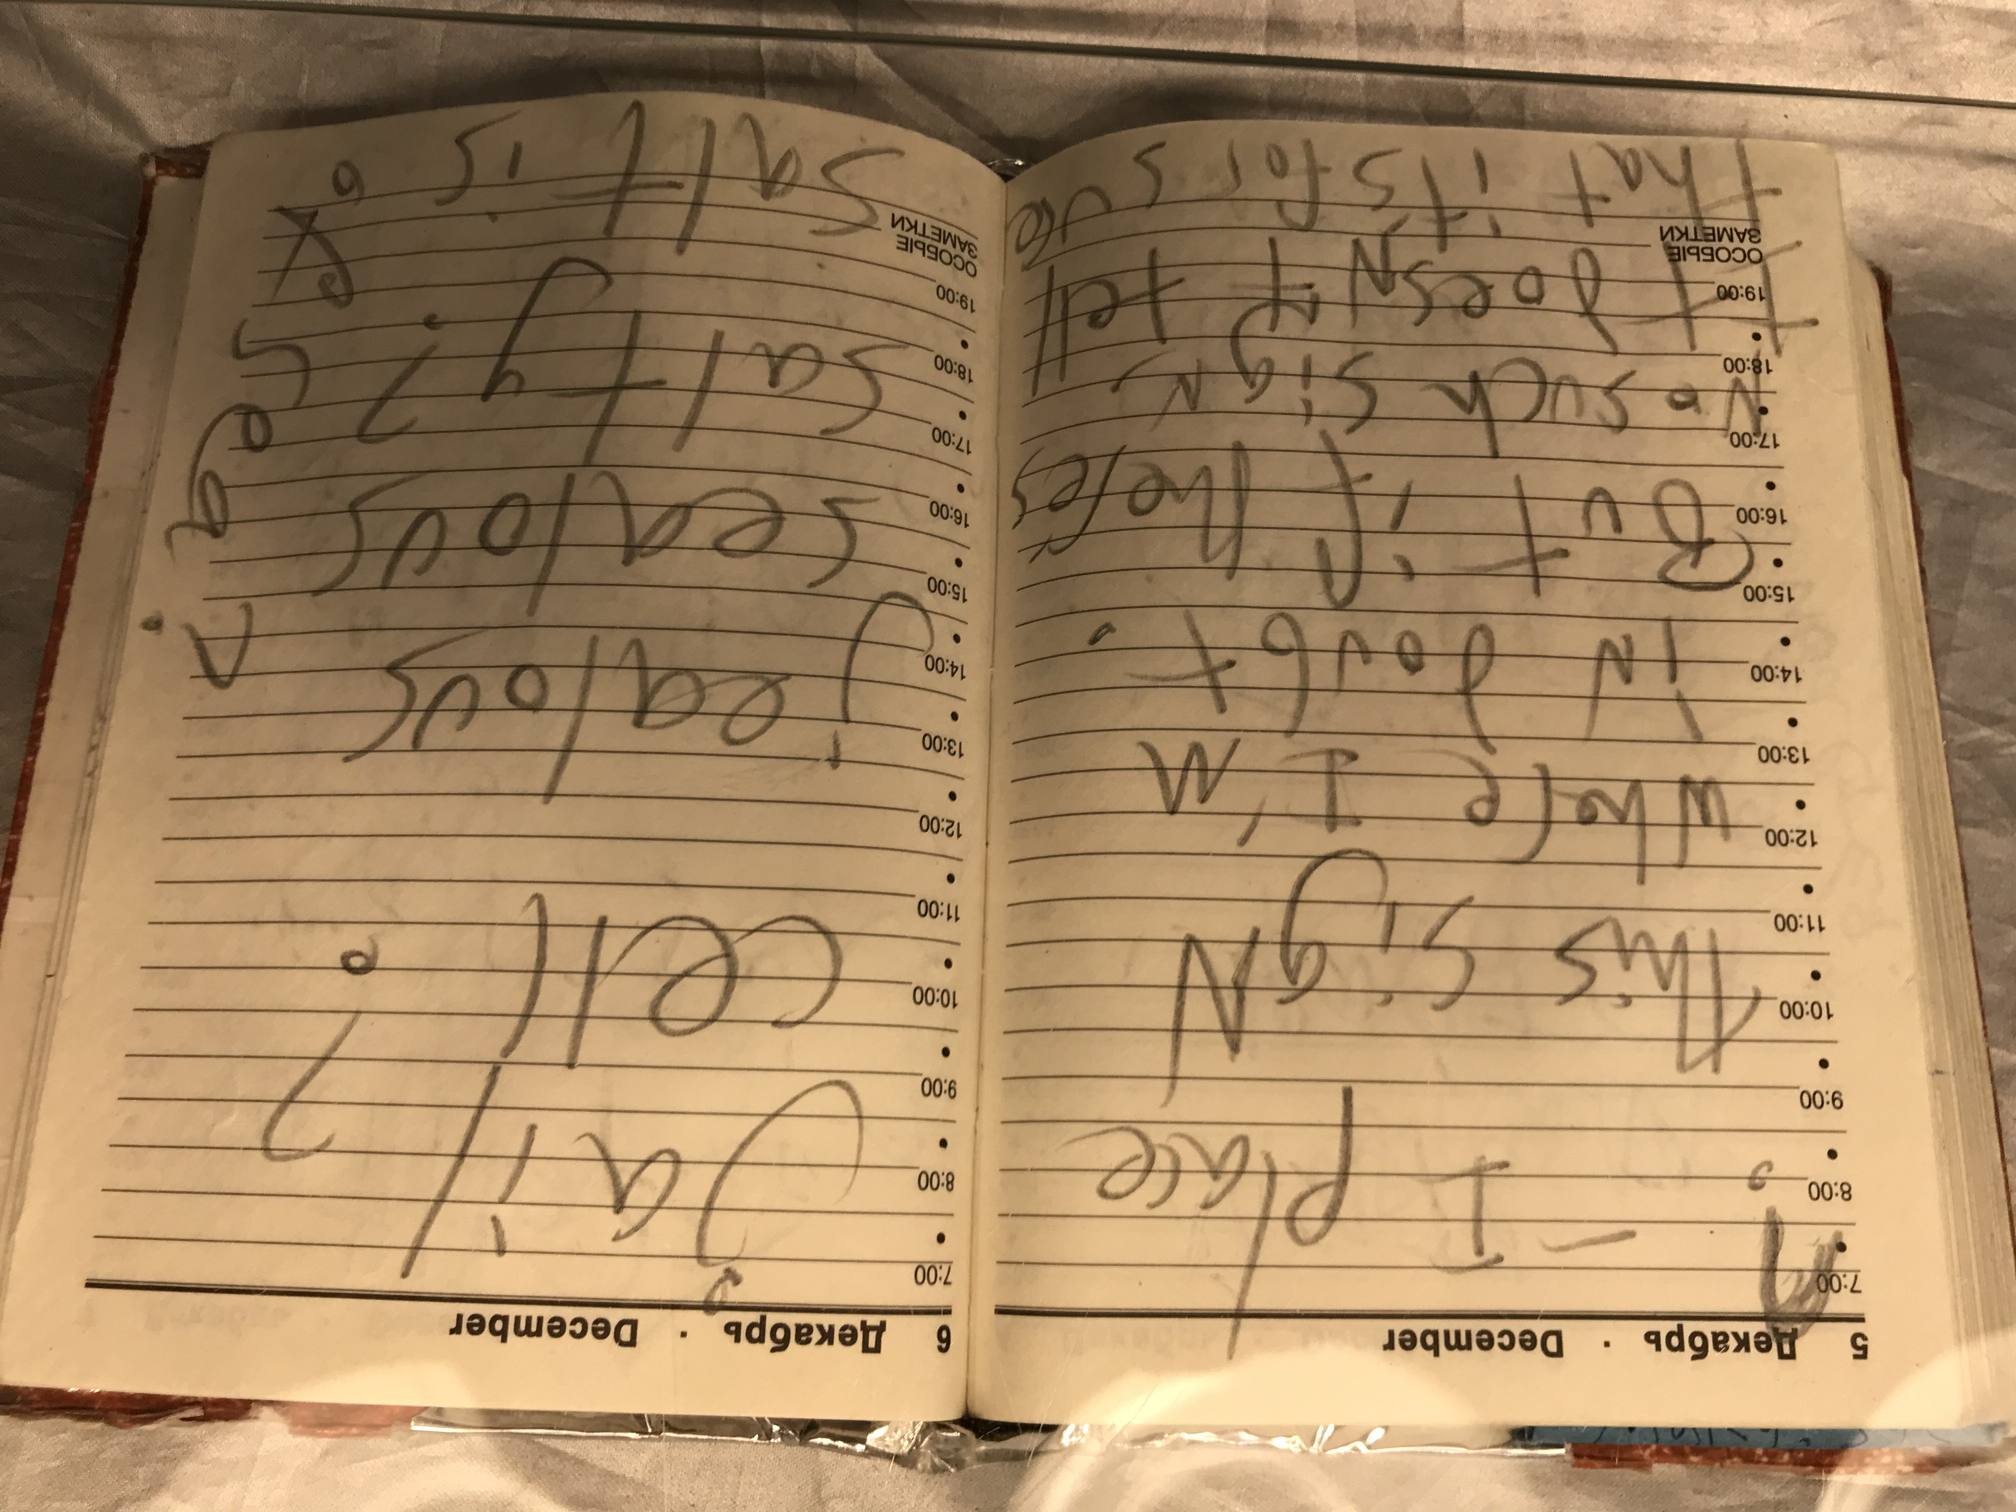 5 Декабрь · December
7:00
? - I place
8:00
9:00
This sign
10:00
11:00
Where I'm
12:00
13:00
iN doubt.
14:00
15:00
But if theres
16:00
17:00
No such sign
18:00
It doesn't tell
19:00
ОСОБЫЕ
ЗАМЕТКИ
that it's for sure
6 Декабрь · December
7:00
Jail ?
8:00
9:00
Cell
10:00
11:00
12:00
13:00
jealous
14:00
15:00
sealous
16:00
17:00
salty?
18:00
19:00
ОСОБЫЕ
ЗАМЕТКИ
Salt is